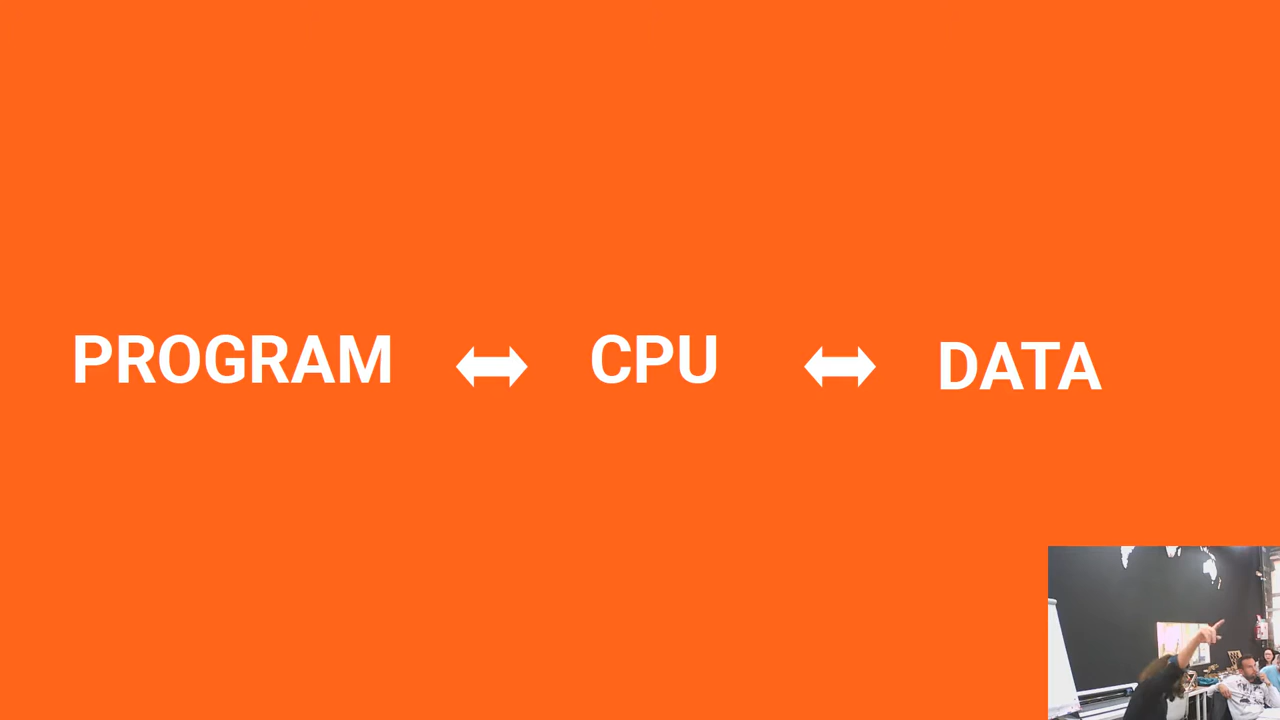 PROGRAM ⬌ CPU ⬌ DATA